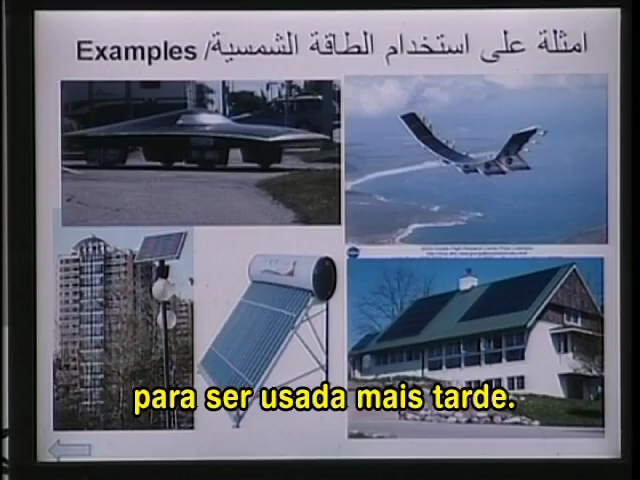 Examples /امثلة على استخدام الطاقة الشمسية
para ser usada mais tarde.